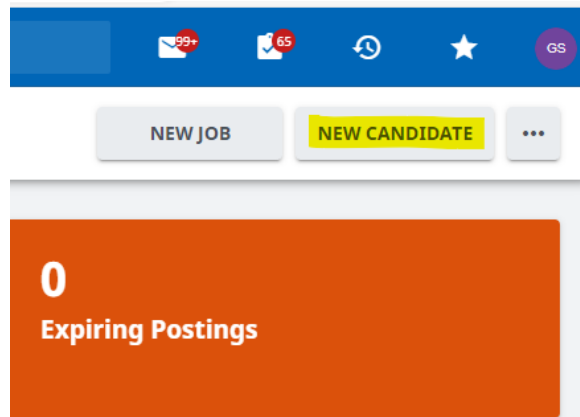 99+
65
GS
NEW JOB
NEW CANDIDATE
0
Expiring Postings